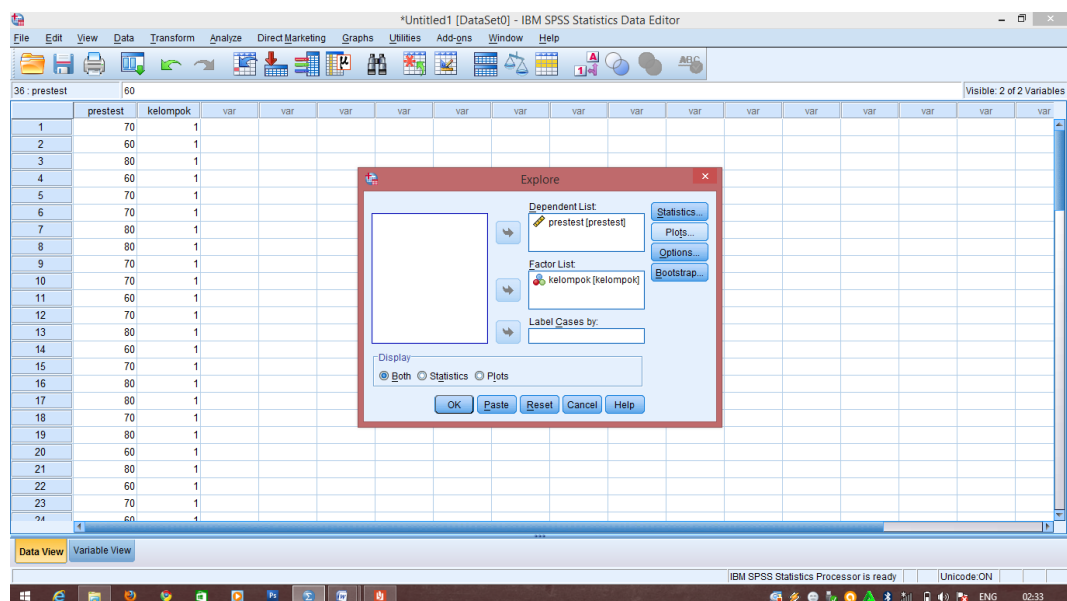 *Untitled1 [DataSet0] - IBM SPSS Statistics Data Editor
File Edit View Data Transform Analyze Direct Marketing Graphs Utilities Add-ons Window Help
36 : prestest 60 Visible: 2 of 2 Variables
prestest kelompok var var var var var var var var var var var var var
1 70 1
2 60 1
3 80 1
4 60 1
5 70 1
6 70 1
7 80 1
8 80 1
9 70 1
10 70 1
11 60 1
12 70 1
13 80 1
14 60 1
15 70 1
16 80 1
17 80 1
18 70 1
19 80 1
20 60 1
21 80 1
22 60 1
23 70 1
24 60 1
Explore
Dependent List:
prestest [prestest]
Factor List:
kelompok [kelompok]
Label Cases by:
Statistics...
Plots...
Options...
Bootstrap...
Display
Both Statistics Plots
OK Paste Reset Cancel Help
Data View Variable View
IBM SPSS Statistics Processor is ready Unicode:ON
ENG 02:33